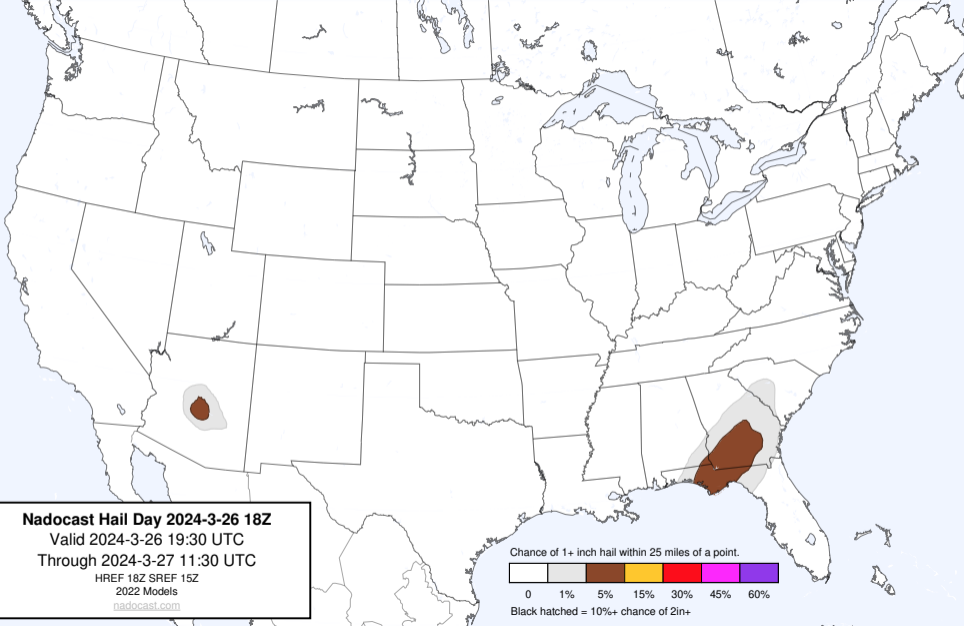 Nadocast Hail Day 2024-3-26 18Z
Valid 2024-3-26 19:30 UTC
Through 2024-3-27 11:30 UTC
HREF 18Z SREF 15Z
2022 Models
nadocast.com
Chance of 1+ inch hail within 25 miles of a point.
0 1% 5% 15% 30% 45% 60%
Black hatched = 10%+ chance of 2in+